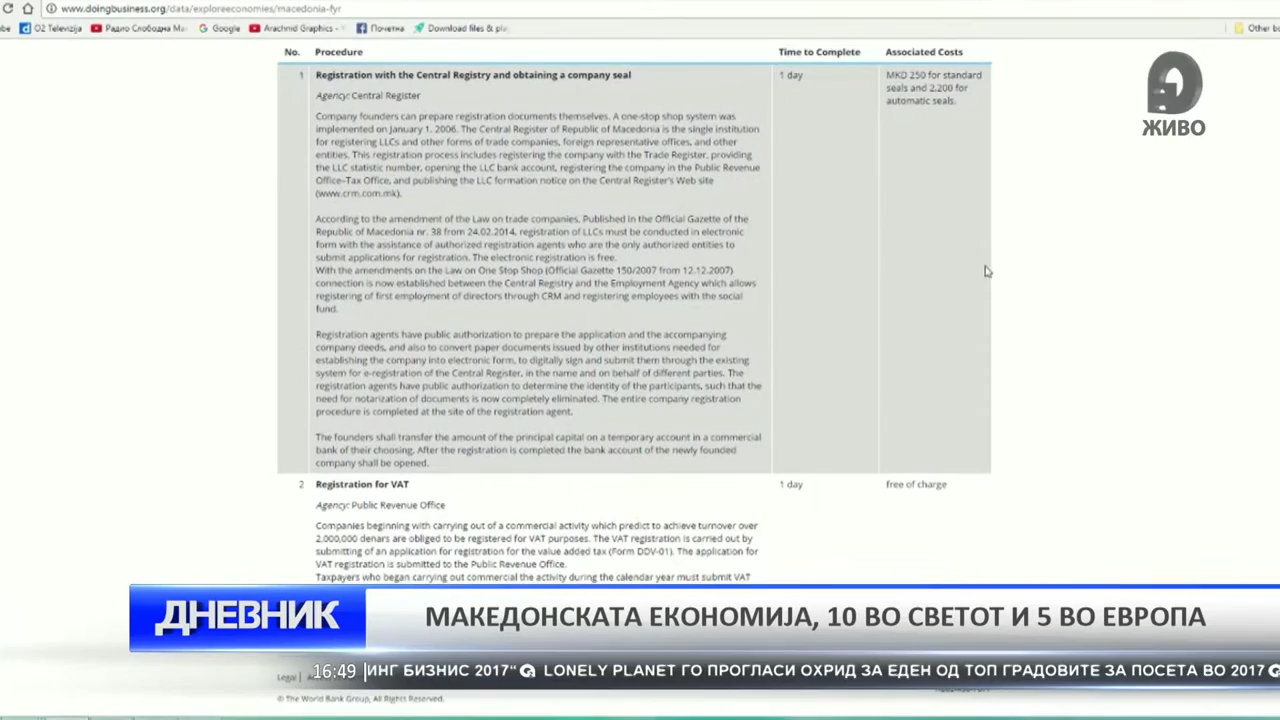 www.doingbusiness.org/data/exploreeconomies/macedonia-fyr
be O2 Televizija Радио Слободна Мак Google Arachnid Graphics - Y Почетна Download files & pla Other bo
No. Procedure Time to Complete Associated Costs
1 Registration with the Central Registry and obtaining a company seal 1 day MKD 250 for standard
seals and 2,200 for
automatic seals.
Agency: Central Register
Company founders can prepare registration documents themselves. A one-stop shop system was
implemented on January 1, 2006. The Central Register of Republic of Macedonia is the single institution
for registering LLCs and other forms of trade companies, foreign representative offices, and other
entities. This registration process includes registering the company with the Trade Register, providing
the LLC statistic number, opening the LLC bank account, registering the company in the Public Revenue
Office–Tax Office, and publishing the LLC formation notice on the Central Register's Web site
(www.crm.com.mk).
According to the amendment of the Law on trade companies, Published in the Official Gazette of the
Republic of Macedonia nr. 38 from 24.02.2014, registration of LLCs must be conducted in electronic
form with the assistance of authorized registration agents who are the only authorized entities to
submit applications for registration. The electronic registration is free.
With the amendments on the Law on One Stop Shop (Official Gazette 150/2007 from 12.12.2007)
connection is now established between the Central Registry and the Employment Agency which allows
registering of first employment of directors through CRM and registering employees with the social
fund.
Registration agents have public authorization to prepare the application and the accompanying
company deeds, and also to convert paper documents issued by other institutions needed for
establishing the company into electronic form, to digitally sign and submit them through the existing
system for e-registration of the Central Register, in the name and on behalf of different parties. The
registration agents have public authorization to determine the identity of the participants, such that the
need for notarization of documents is now completely eliminated. The entire company registration
procedure is completed at the site of the registration agent.
The founders shall transfer the amount of the principal capital on a temporary account in a commercial
bank of their choosing. After the registration is completed the bank account of the newly founded
company shall be opened.
2 Registration for VAT 1 day free of charge
Agency: Public Revenue Office
Companies beginning with carrying out of a commercial activity which predict to achieve turnover over
2,000,000 denars are obliged to be registered for VAT purposes. The VAT registration is carried out by
submitting of an application for registration for the value added tax (Form DDV-01). The application for
VAT registration is submitted to the Public Revenue Office.
Taxpayers who began carrying out commercial the activity during the calendar year must submit VAT
ЖИВО
ДНЕВНИК
МАКЕДОНСКАТА ЕКОНОМИЈА, 10 ВО СВЕТОТ И 5 ВО ЕВРОПА
16:49 ИНГ БИЗНИС 2017" LONELY PLANET ГО ПРОГЛАСИ ОХРИД ЗА ЕДЕН ОД ТОП ГРАДОВИТЕ ЗА ПОСЕТА ВО 2017
Legal
© The World Bank Group, All Rights Reserved.